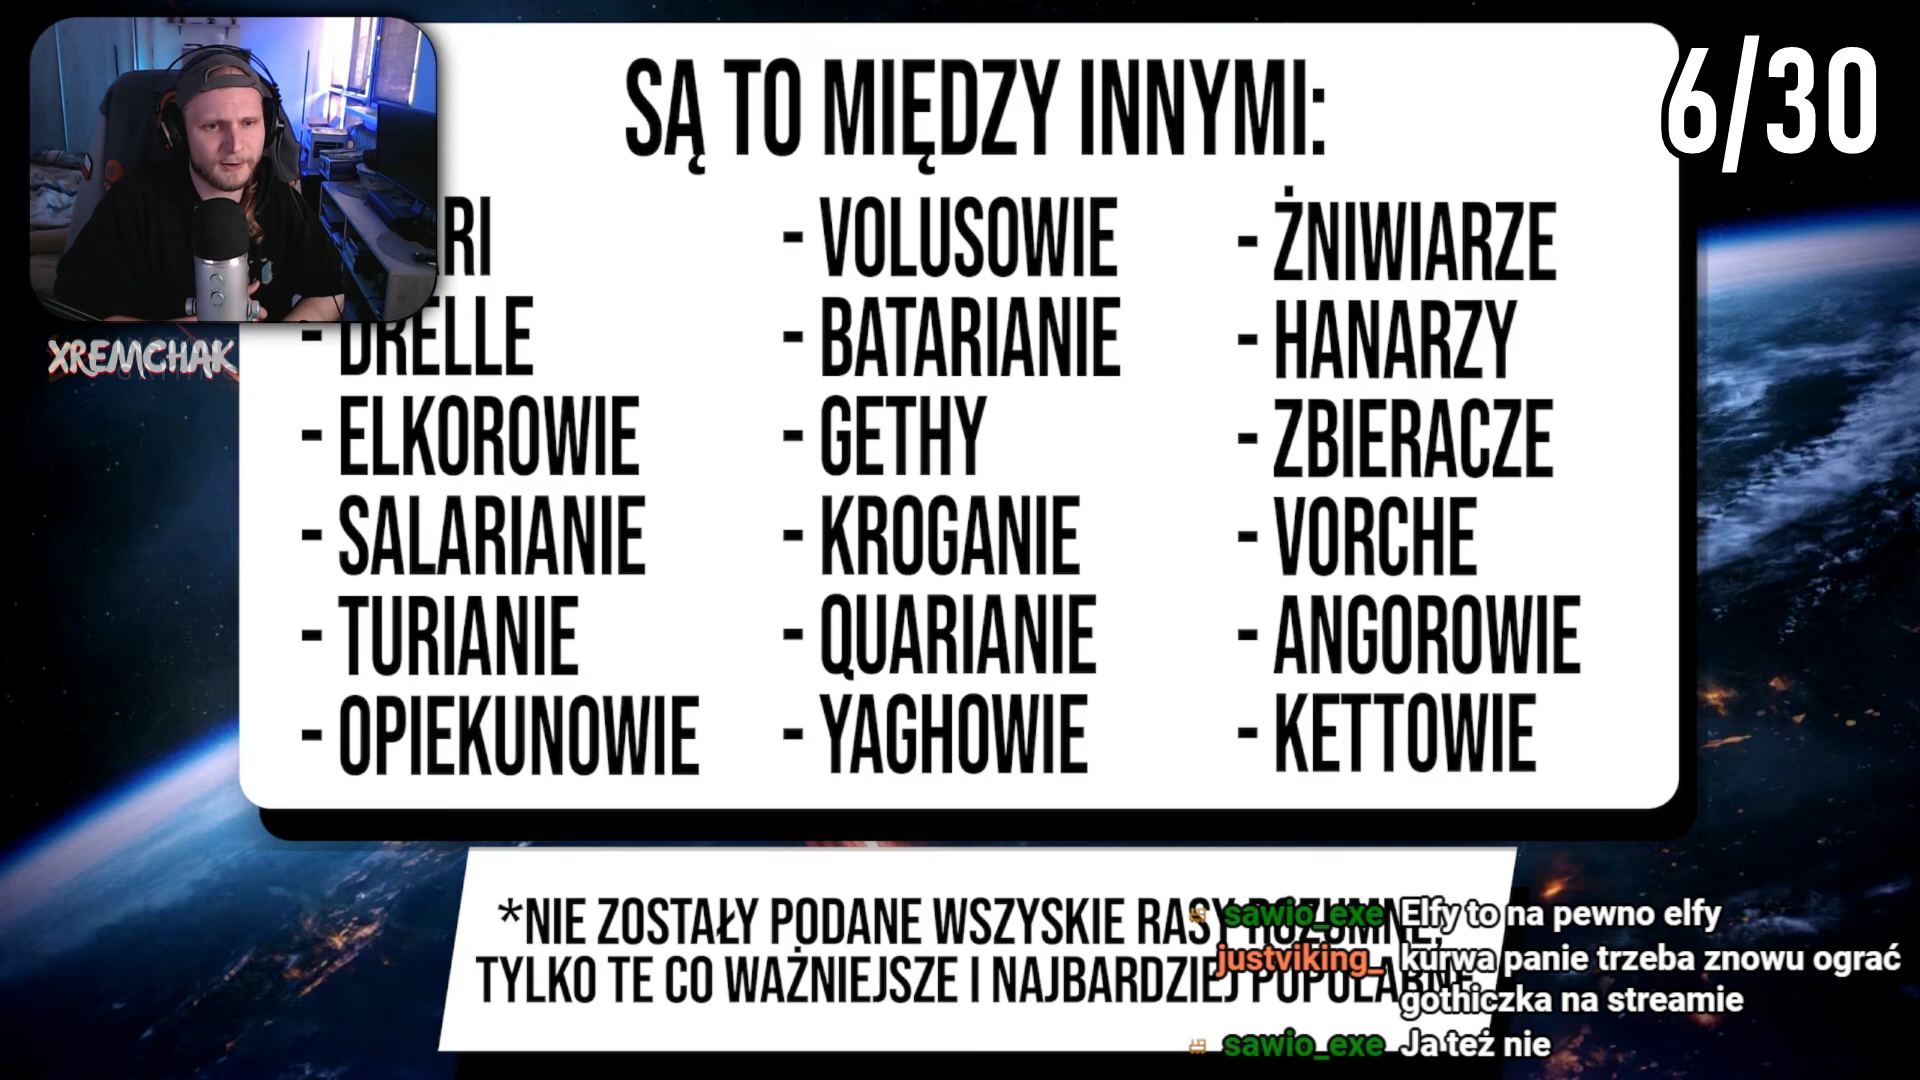 SĄ TO MIĘDZY INNYMI:
6/30
- DRELLE
- ELKOROWIE
- SALARIANIE
- TURIANIE
- OPIEKUNOWIE
- VOLUSOWIE
- BATARIANIE
- GETHY
- KROGANIE
- QUARIANIE
- YAGHOWIE
- ŻNIWIARZE
- HANARZY
- ZBIERACZE
- VORCHE
- ANGOROWIE
- KETTOWIE
XREMCHAK
*NIE ZOSTAŁY PODANE WSZYSKIE RASY ROZUMNE,
TYLKO TE CO WAŻNIEJSZE I NAJBARDZIEJ
sawio_exe Elfy to na pewno elfy
justviking_ kurwa panie trzeba znowu ograć
gothiczka na streamie
sawio_exe Ja też nie